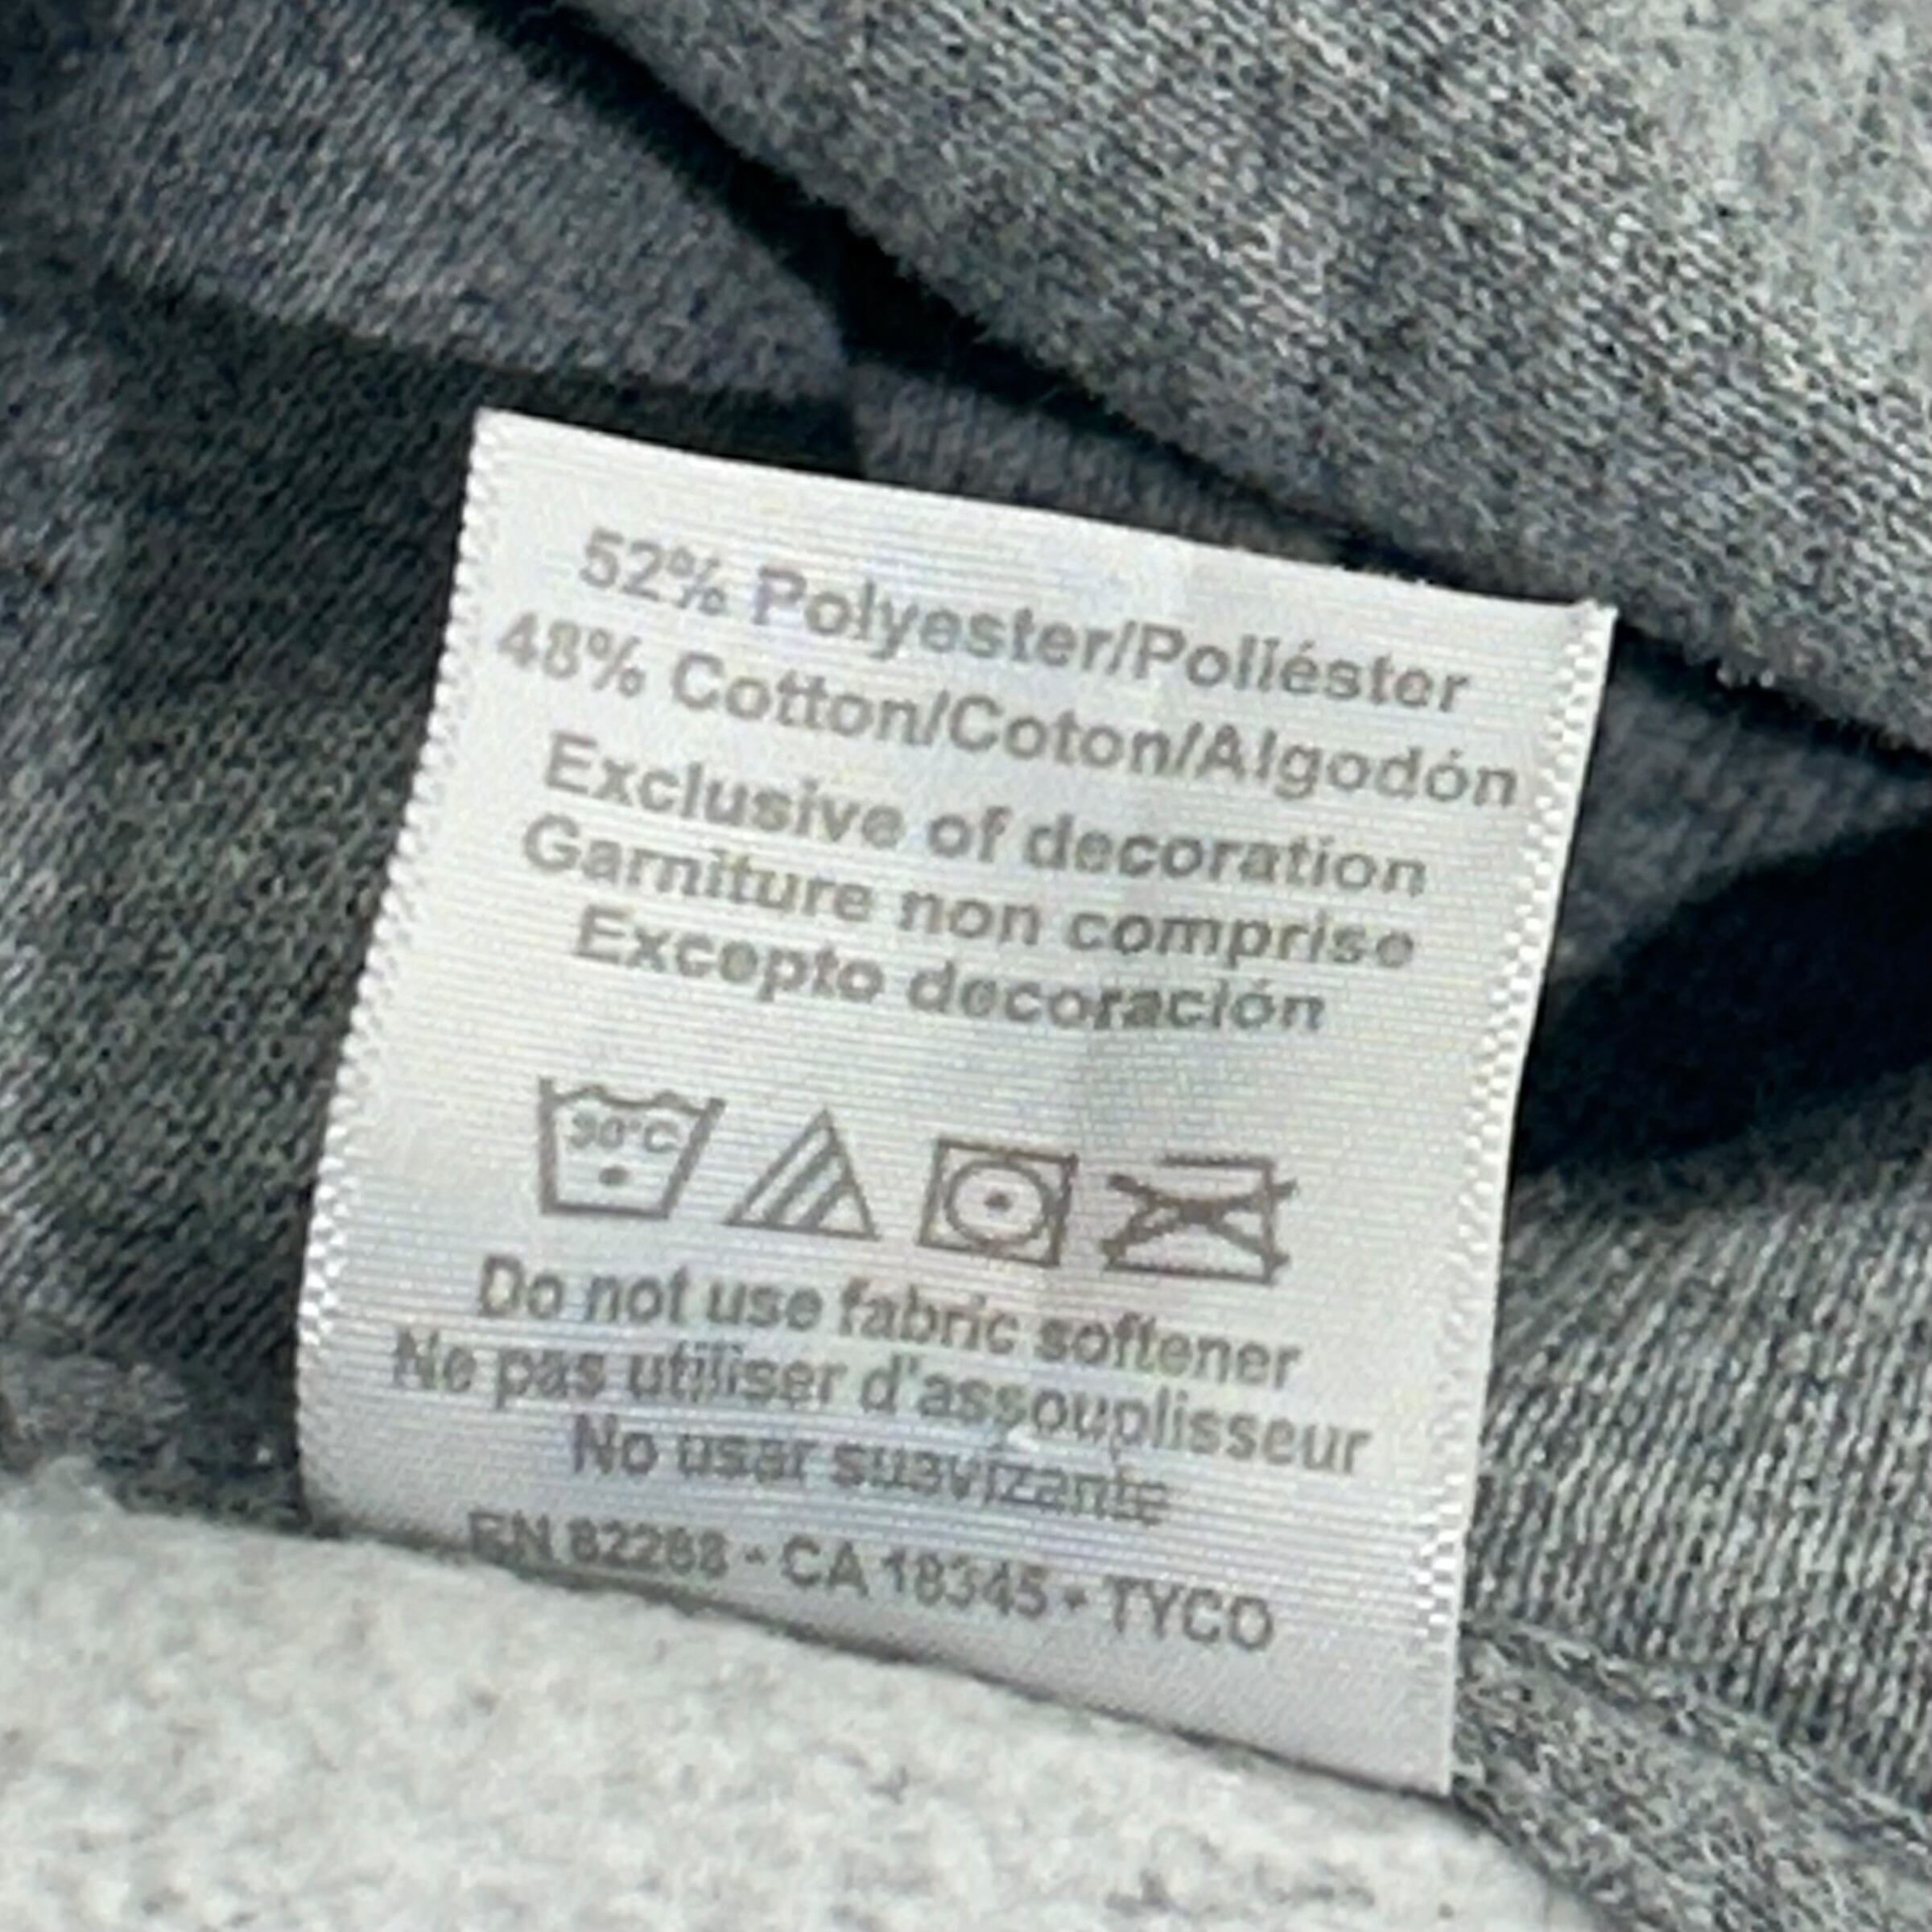 52% Polyester/Poliéster
48% Cotton/Coton/Algodón
Exclusive of decoration
Garniture non comprise
Excepto decoración
30°C
Do not use fabric softener
Ne pas utiliser d'assouplisseur
No usar suavizante
RN 82288 • CA 18345 • TYCO